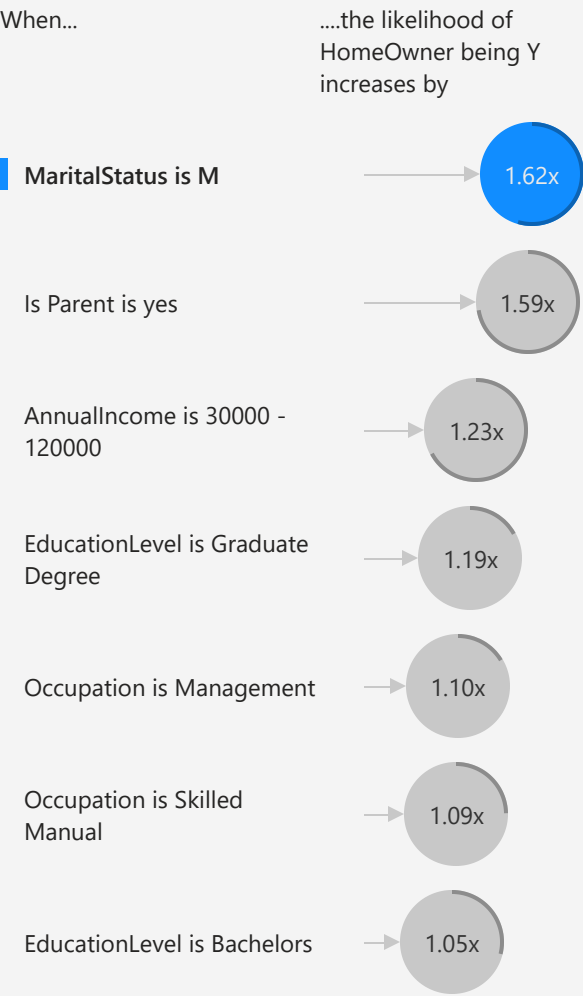 When...
....the likelihood of
HomeOwner being Y
increases by
MaritalStatus is M
1.62x
Is Parent is yes
1.59x
AnnualIncome is 30000 -
120000
1.23x
EducationLevel is Graduate
Degree
1.19x
Occupation is Management
1.10x
Occupation is Skilled
Manual
1.09x
EducationLevel is Bachelors
1.05x